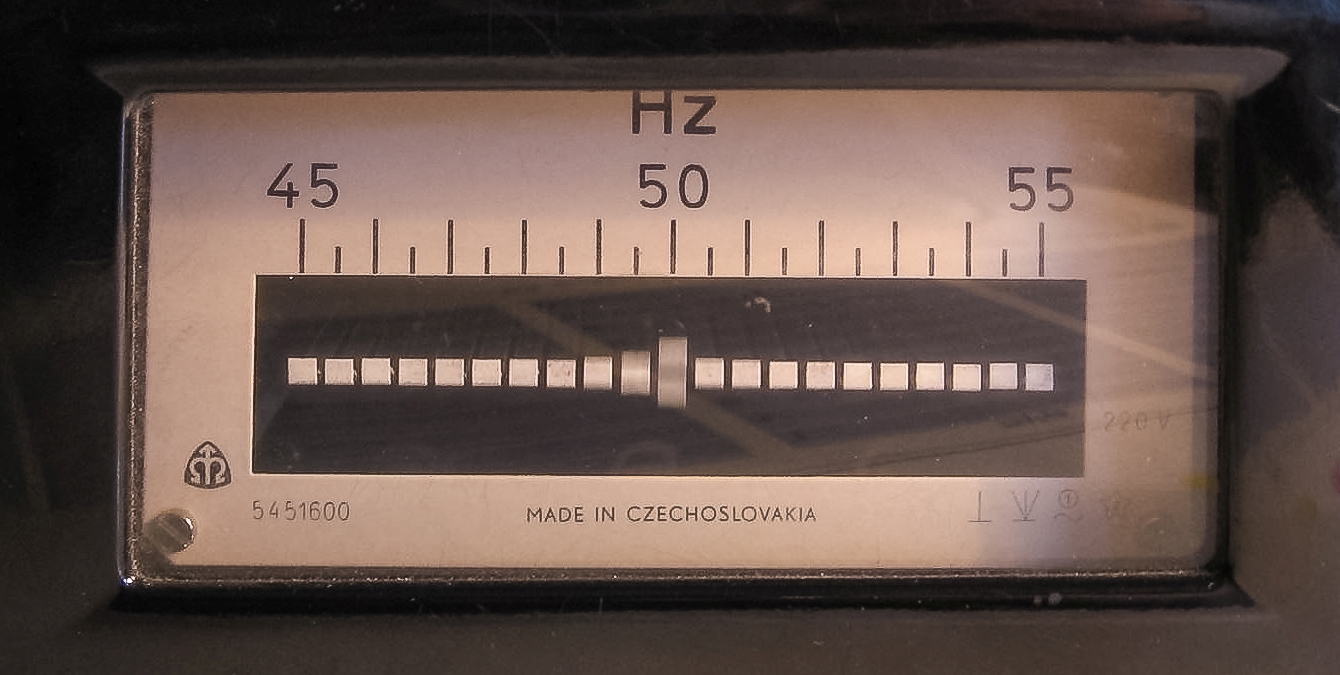 Hz
45 50 55
220 V
5451600 MADE IN CZECHOSLOVAKIA